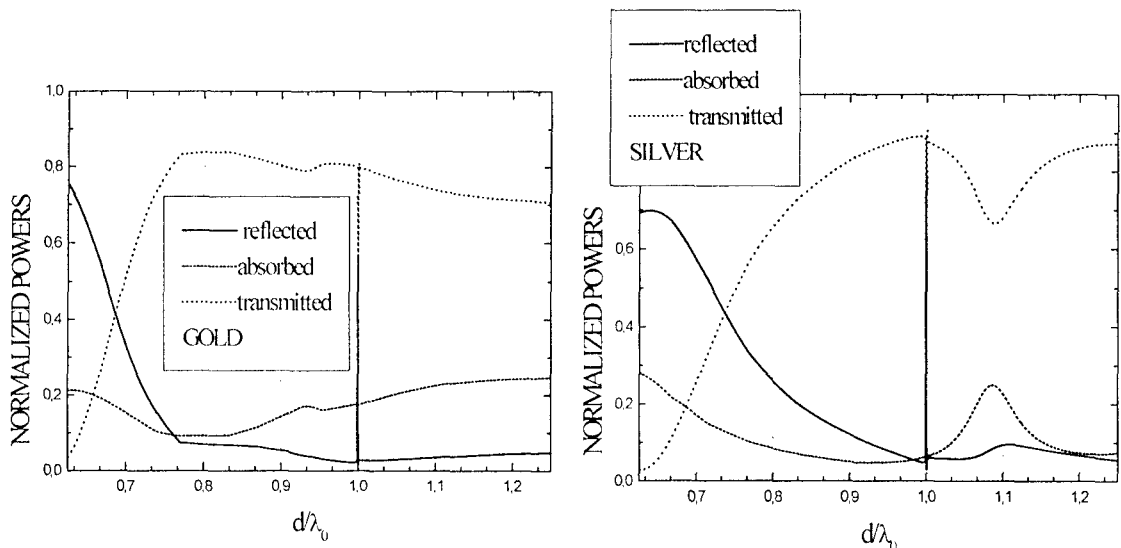 1.0
0,8
0,6
0,4
0,2
0,0
NORMALIZED POWERS
reflected
absorbed
transmitted
GOLD
0,7 0,8 0,9 1,0 1,1 1,2
d/λ₀
reflected
absorbed
transmitted
SILVER
0,6
0,4
0,2
0,0
NORMALIZED POWERS
0,7 0,8 0,9 1,0 1,1 1,2
d/λ₀